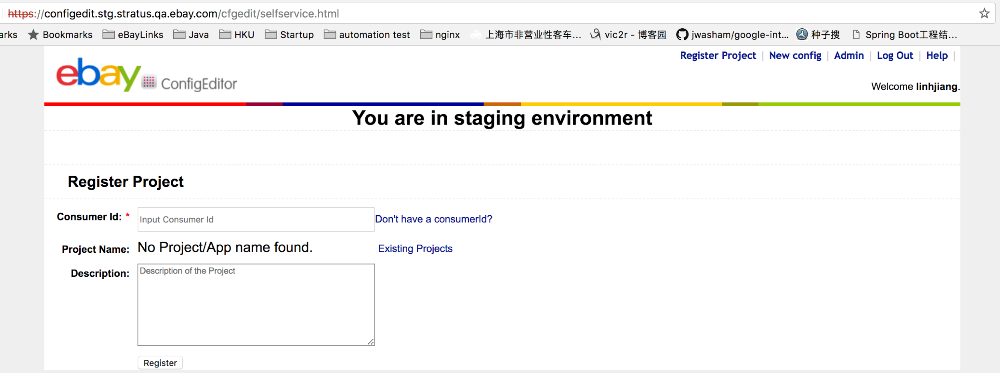 https://configedit.stg.stratus.qa.ebay.com/cfgedit/selfservice.html
arks Bookmarks eBayLinks Java HKU Startup automation test nginx 上海市非营业性客车... vic2r - 博客园 jwasham/google-int... 种子搜 Spring Boot工程结...
Register Project | New config | Admin | Log Out | Help |
ebay ConfigEditor
Welcome linhjiang.
You are in staging environment
Register Project
Consumer Id: * Input Consumer Id Don't have a consumerId?
Project Name: No Project/App name found. Existing Projects
Description: Description of the Project
Register